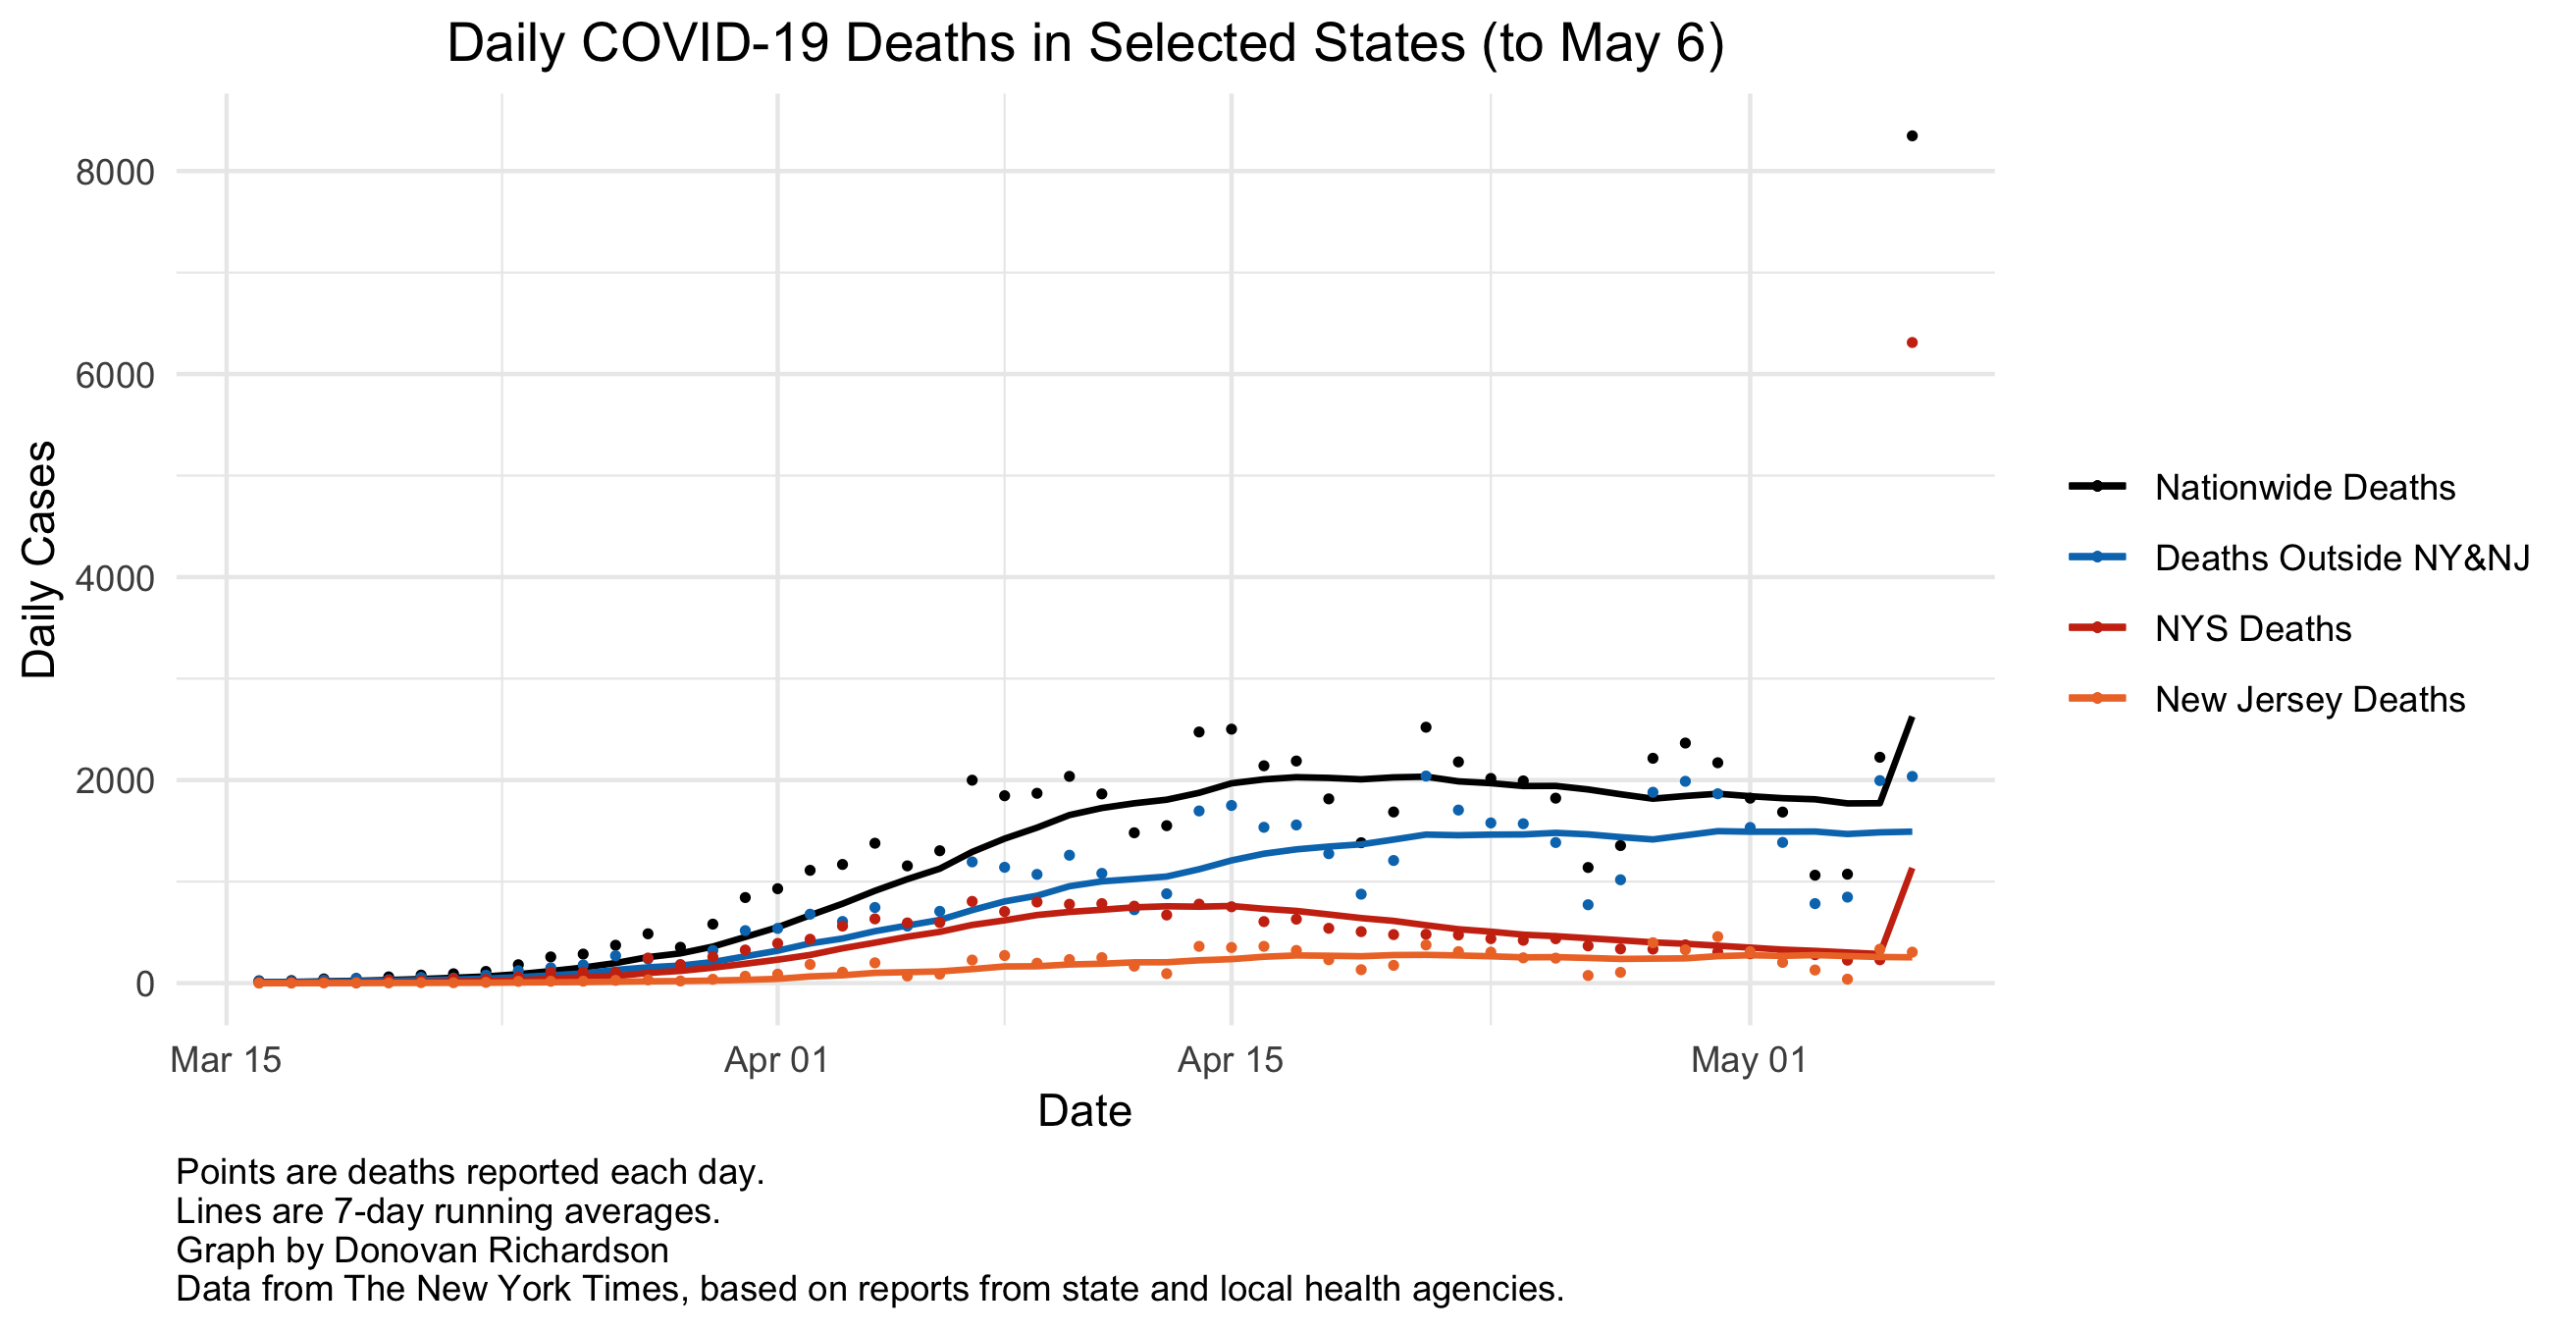 Daily COVID-19 Deaths in Selected States (to May 6)
Daily Cases
8000
6000
4000
2000
0
Mar 15
Apr 01
Apr 15
May 01
Date
Nationwide Deaths
Deaths Outside NY&NJ
NYS Deaths
New Jersey Deaths
Points are deaths reported each day.
Lines are 7-day running averages.
Graph by Donovan Richardson
Data from The New York Times, based on reports from state and local health agencies.